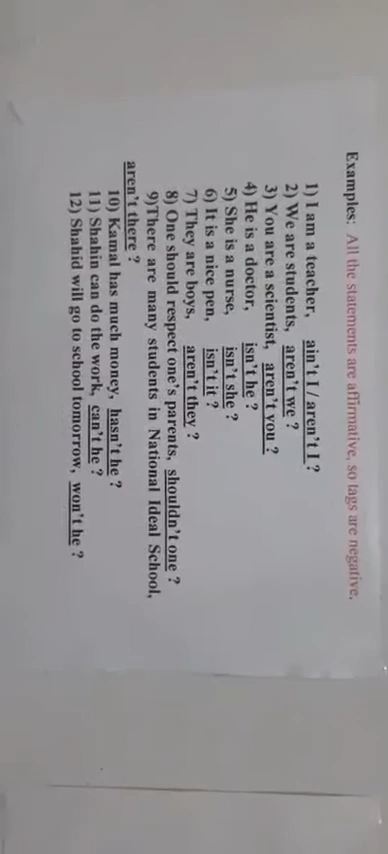 Examples: All the statements are affirmative, so tags are negative.
1) I am a teacher, ain't I / aren't I ?
2) We are students, aren't we ?
3) You are a scientist, aren't you ?
4) He is a doctor, isn't he ?
5) She is a nurse, isn't she ?
6) It is a nice pen, isn't it ?
7) They are boys, aren't they ?
8) One should respect one's parents, shouldn't one ?
9)There are many students in National Ideal School,
aren't there ?
10) Kamal has much money, hasn't he ?
11) Shahin can do the work, can't he ?
12) Shahid will go to school tomorrow, won't he ?